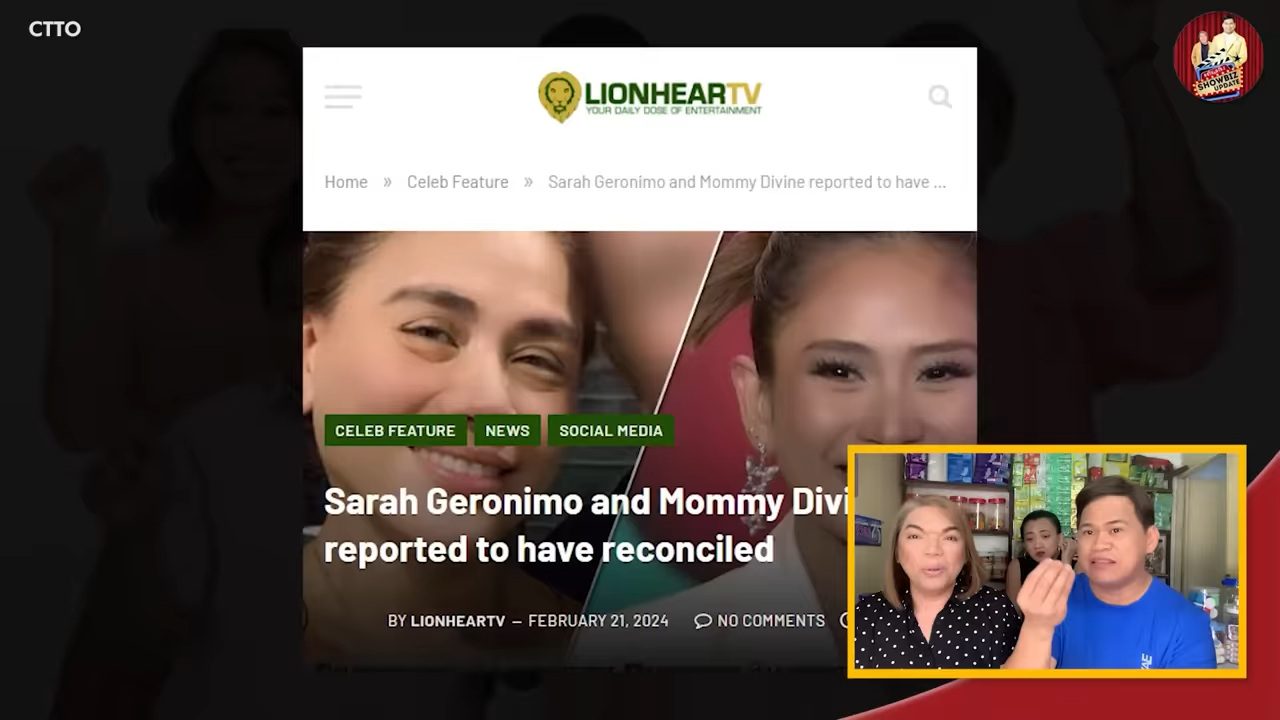 CTTO
SHOWBIZ
UPDATE
LIONHEARTV
YOUR DAILY DOSE OF ENTERTAINMENT
Home » Celeb Feature » Sarah Geronimo and Mommy Divine reported to have ...
CELEB FEATURE NEWS SOCIAL MEDIA
Sarah Geronimo and Mommy Divi
reported to have reconciled
BY LIONHEARTV – FEBRUARY 21, 2024 NO COMMENTS